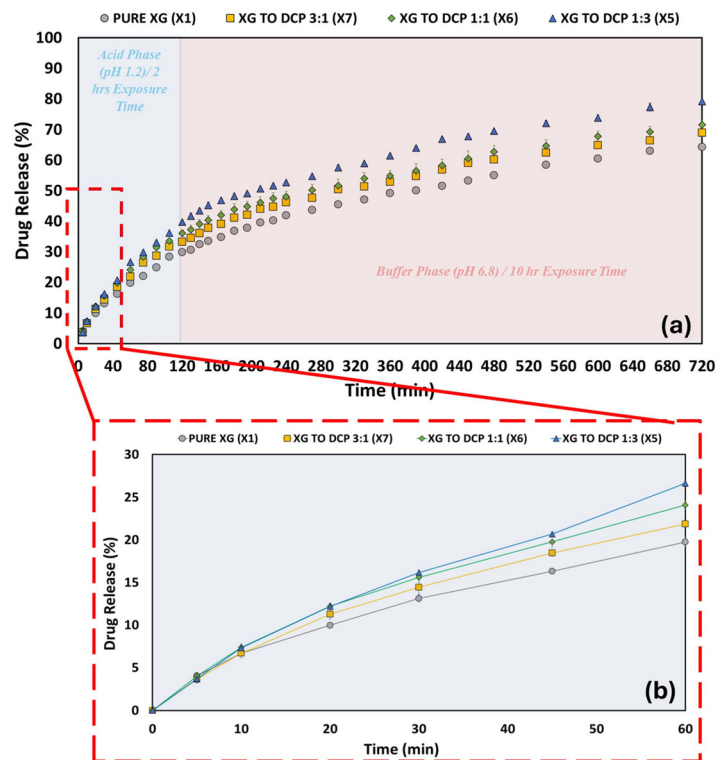 PURE XG (X1) XG TO DCP 3:1 (X7) XG TO DCP 1:1 (X6) XG TO DCP 1:3 (X5)
100
90
80
70
60
50
40
30
20
10
0
Drug Release (%)
Acid Phase
(pH 1.2)/ 2
hrs Exposure
Time
Buffer Phase (pH 6.8) / 10 hr Exposure Time
(a)
0 40 80 120 160 200 240 280 320 360 400 440 480 520 560 600 640 680 720
Time (min)
PURE XG (X1) XG TO DCP 3:1 (X7) XG TO DCP 1:1 (X6) XG TO DCP 1:3 (X5)
30
25
20
15
10
5
0
Drug Release (%)
(b)
0 10 20 30 40 50 60
Time (min)